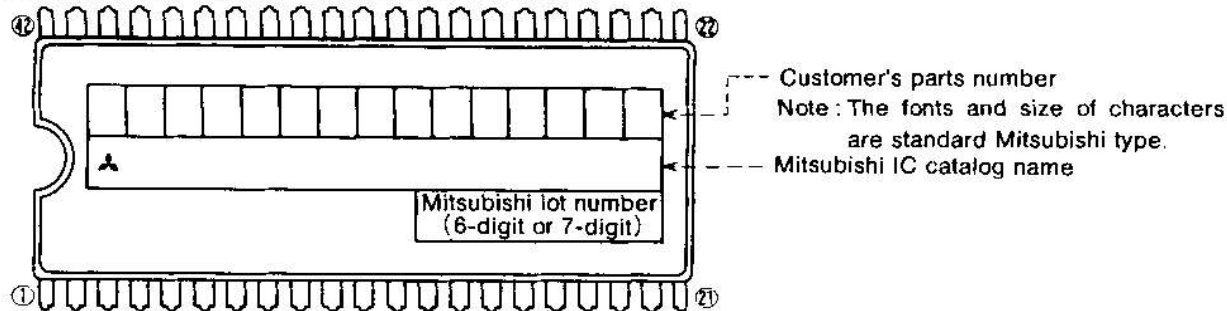 ㊷ ㉒
Customer's parts number
Note : The fonts and size of characters
are standard Mitsubishi type.
Mitsubishi IC catalog name
Mitsubishi lot number
(6-digit or 7-digit)
① ㉑